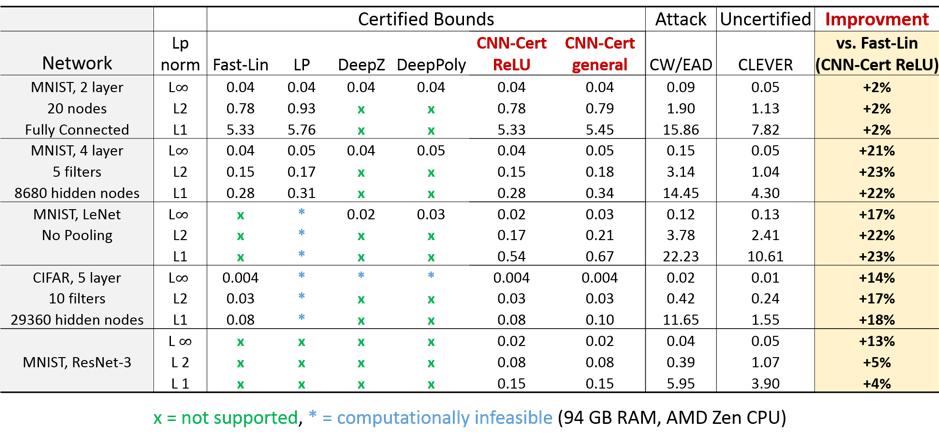 Certified Bounds Attack Uncertified Improvment
Network Lp norm Fast-Lin LP DeepZ DeepPoly CNN-Cert ReLU CNN-Cert general CW/EAD CLEVER vs. Fast-Lin (CNN-Cert ReLU)
MNIST, 2 layer L∞ 0.04 0.04 0.04 0.04 0.04 0.04 0.09 0.05 +2%
20 nodes L2 0.78 0.93 x x 0.78 0.79 1.90 1.13 +2%
Fully Connected L1 5.33 5.76 x x 5.33 5.45 15.86 7.82 +2%
MNIST, 4 layer L∞ 0.04 0.05 0.04 0.05 0.04 0.05 0.15 0.05 +21%
5 filters L2 0.15 0.17 x x 0.15 0.18 3.14 1.04 +23%
8680 hidden nodes L1 0.28 0.31 x x 0.28 0.34 14.45 4.30 +22%
MNIST, LeNet L∞ x * 0.02 0.03 0.02 0.03 0.12 0.13 +17%
No Pooling L2 x * x x 0.17 0.21 3.78 2.41 +22%
L1 x * x x 0.54 0.67 22.23 10.61 +23%
CIFAR, 5 layer L∞ 0.004 * * * 0.004 0.004 0.02 0.01 +14%
10 filters L2 0.03 * x x 0.03 0.03 0.42 0.24 +17%
29360 hidden nodes L1 0.08 * x x 0.08 0.10 11.65 1.55 +18%
L ∞ x x x x 0.02 0.02 0.04 0.05 +13%
MNIST, ResNet-3 L 2 x x x x 0.08 0.08 0.39 1.07 +5%
L 1 x x x x 0.15 0.15 5.95 3.90 +4%
x = not supported, * = computationally infeasible (94 GB RAM, AMD Zen CPU)